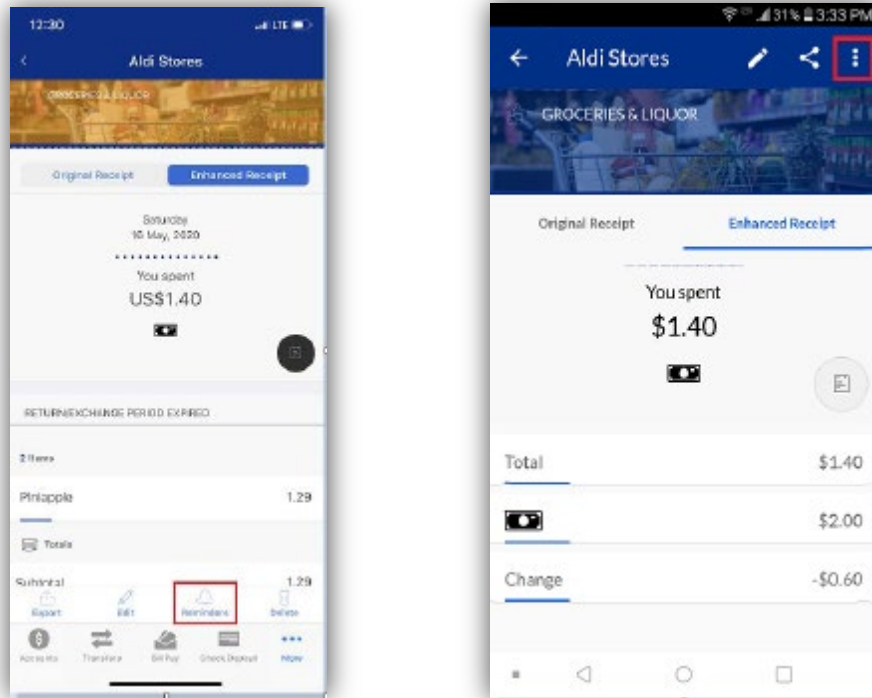 12:30 LTE
Aldi Stores
GROCERIES & LIQUOR
Original Receipt Enhanced Receipt
Saturday
16 May, 2020
You spent
US$1.40
RETURN/EXCHANGE PERIOD EXPIRED
2 Items
Piniapple 1.29
Totals
Subtotal 1.29
Export Edit Reminders Delete
Accounts Transfers Bill Pay Check Deposit More
31% 3:33 PM
Aldi Stores
GROCERIES & LIQUOR
Original Receipt Enhanced Receipt
You spent
$1.40
Total $1.40
$2.00
Change -$0.60